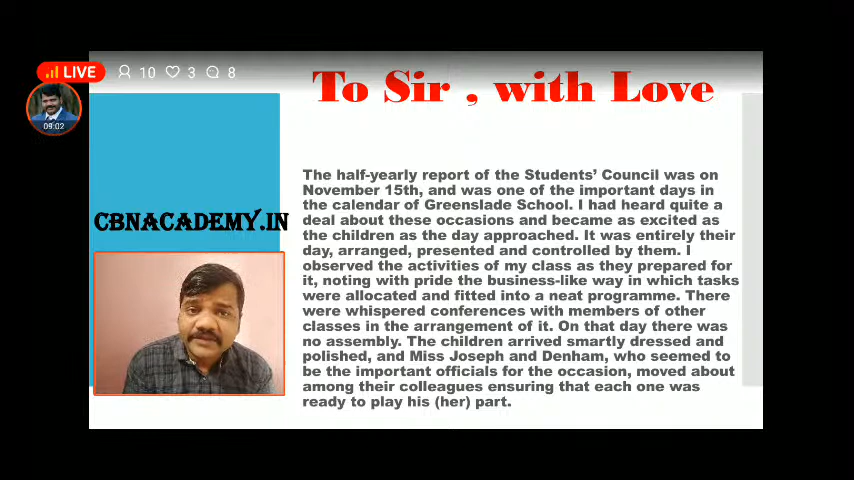 LIVE 10 3 8
To Sir , with Love
09:02
The half-yearly report of the Students' Council was on
November 15th, and was one of the important days in
the calendar of Greenslade School. I had heard quite a
deal about these occasions and became as excited as
the children as the day approached. It was entirely their
day, arranged, presented and controlled by them. I
observed the activities of my class as they prepared for
it, noting with pride the business-like way in which tasks
were allocated and fitted into a neat programme. There
were whispered conferences with members of other
classes in the arrangement of it. On that day there was
no assembly. The children arrived smartly dressed and
polished, and Miss Joseph and Denham, who seemed to
be the important officials for the occasion, moved about
among their colleagues ensuring that each one was
ready to play his (her) part.
CBNACADEMY.IN